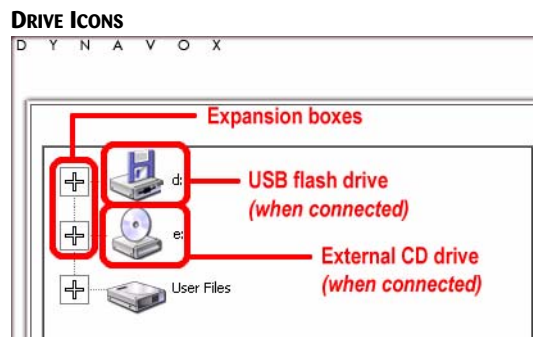 DRIVE ICONS
D Y N A V O X
Expansion boxes
d:
USB flash drive
(when connected)
e:
External CD drive
(when connected)
User Files